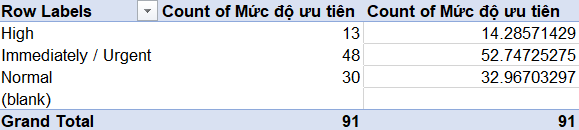 Row Labels Count of Mức độ ưu tiên Count of Mức độ ưu tiên
High 13 14.28571429
Immediately / Urgent 48 52.74725275
Normal 30 32.96703297
(blank)
Grand Total 91 91